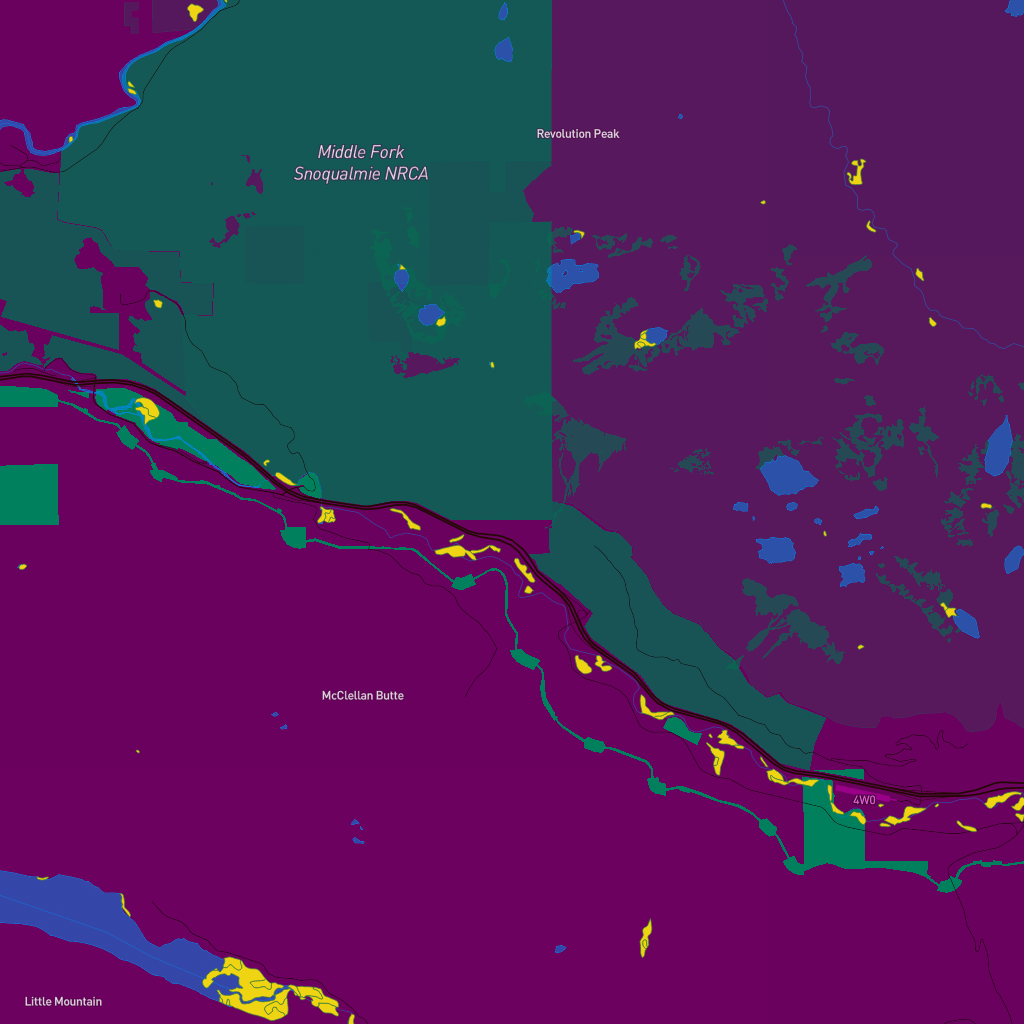 Revolution Peak
Middle Fork
Snoqualmie NRCA
McClellan Butte
4W0
Little Mountain